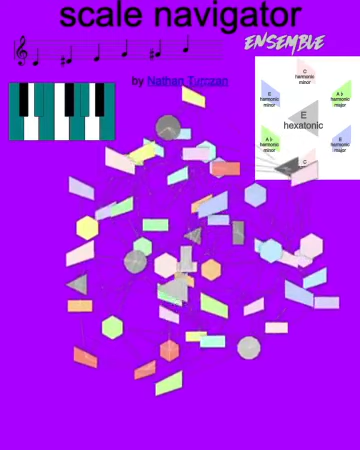 scale navigator
ENSEMBLE
by Nathan Turczan
C
harmonic
minor
E
harmonic
minor
A♭
harmonic
major
E
hexatonic
A♭
harmonic
minor
E
harmonic
major
C